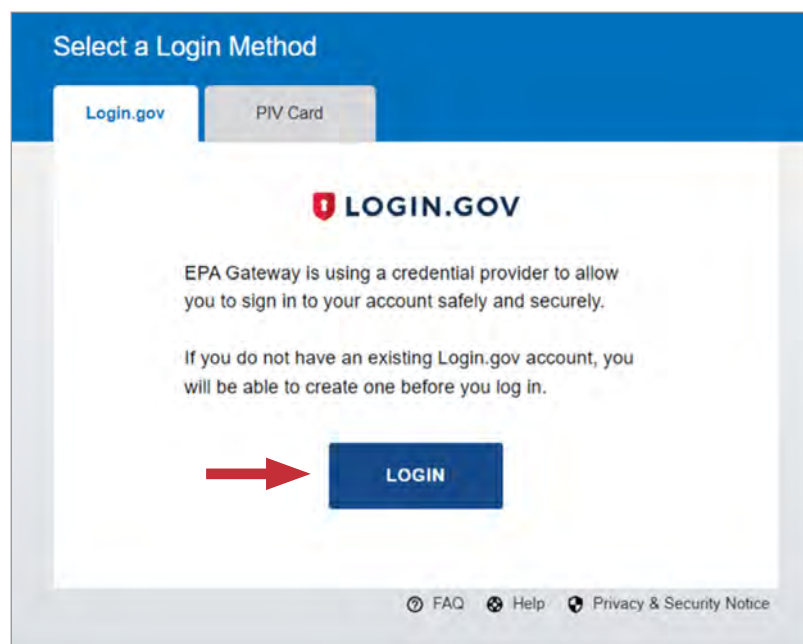 Select a Login Method
Login.gov
PIV Card
LOGIN.GOV
EPA Gateway is using a credential provider to allow
you to sign in to your account safely and securely.
If you do not have an existing Login.gov account, you
will be able to create one before you log in.
LOGIN
FAQ
Help
Privacy & Security Notice